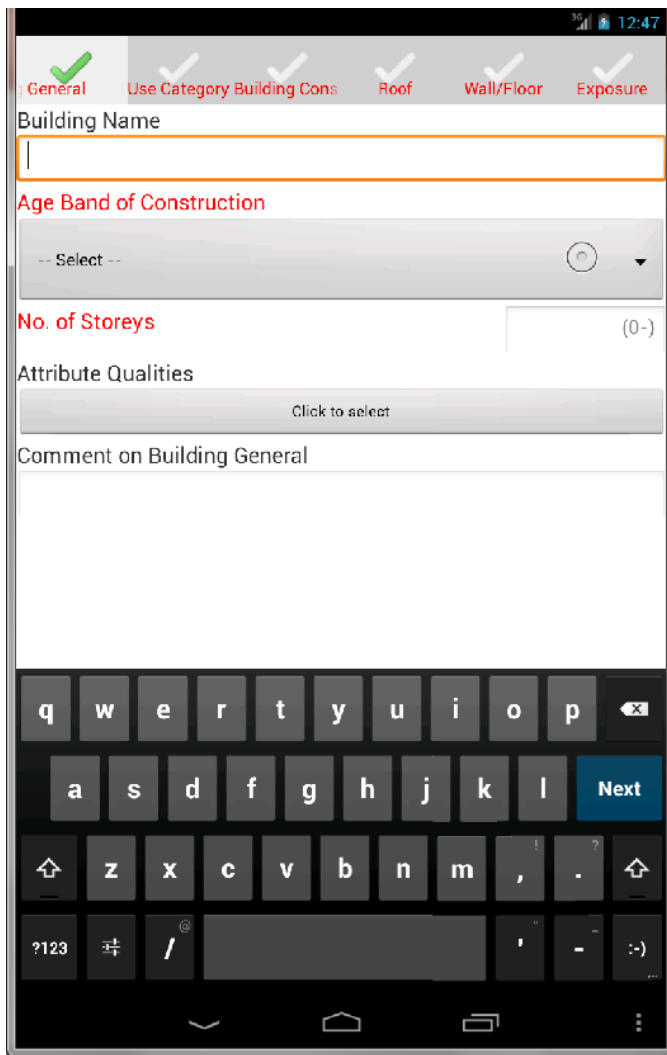 3G 12:47
General Use Category Building Cons Roof Wall/Floor Exposure
Building Name
Age Band of Construction
-- Select --
No. of Storeys (0-)
Attribute Qualities
Click to select
Comment on Building General
q w e r t y u i o p
a s d f g h j k l Next
! ?
z x c v b n m , .
@ " _
?123 / ' - :-)
...